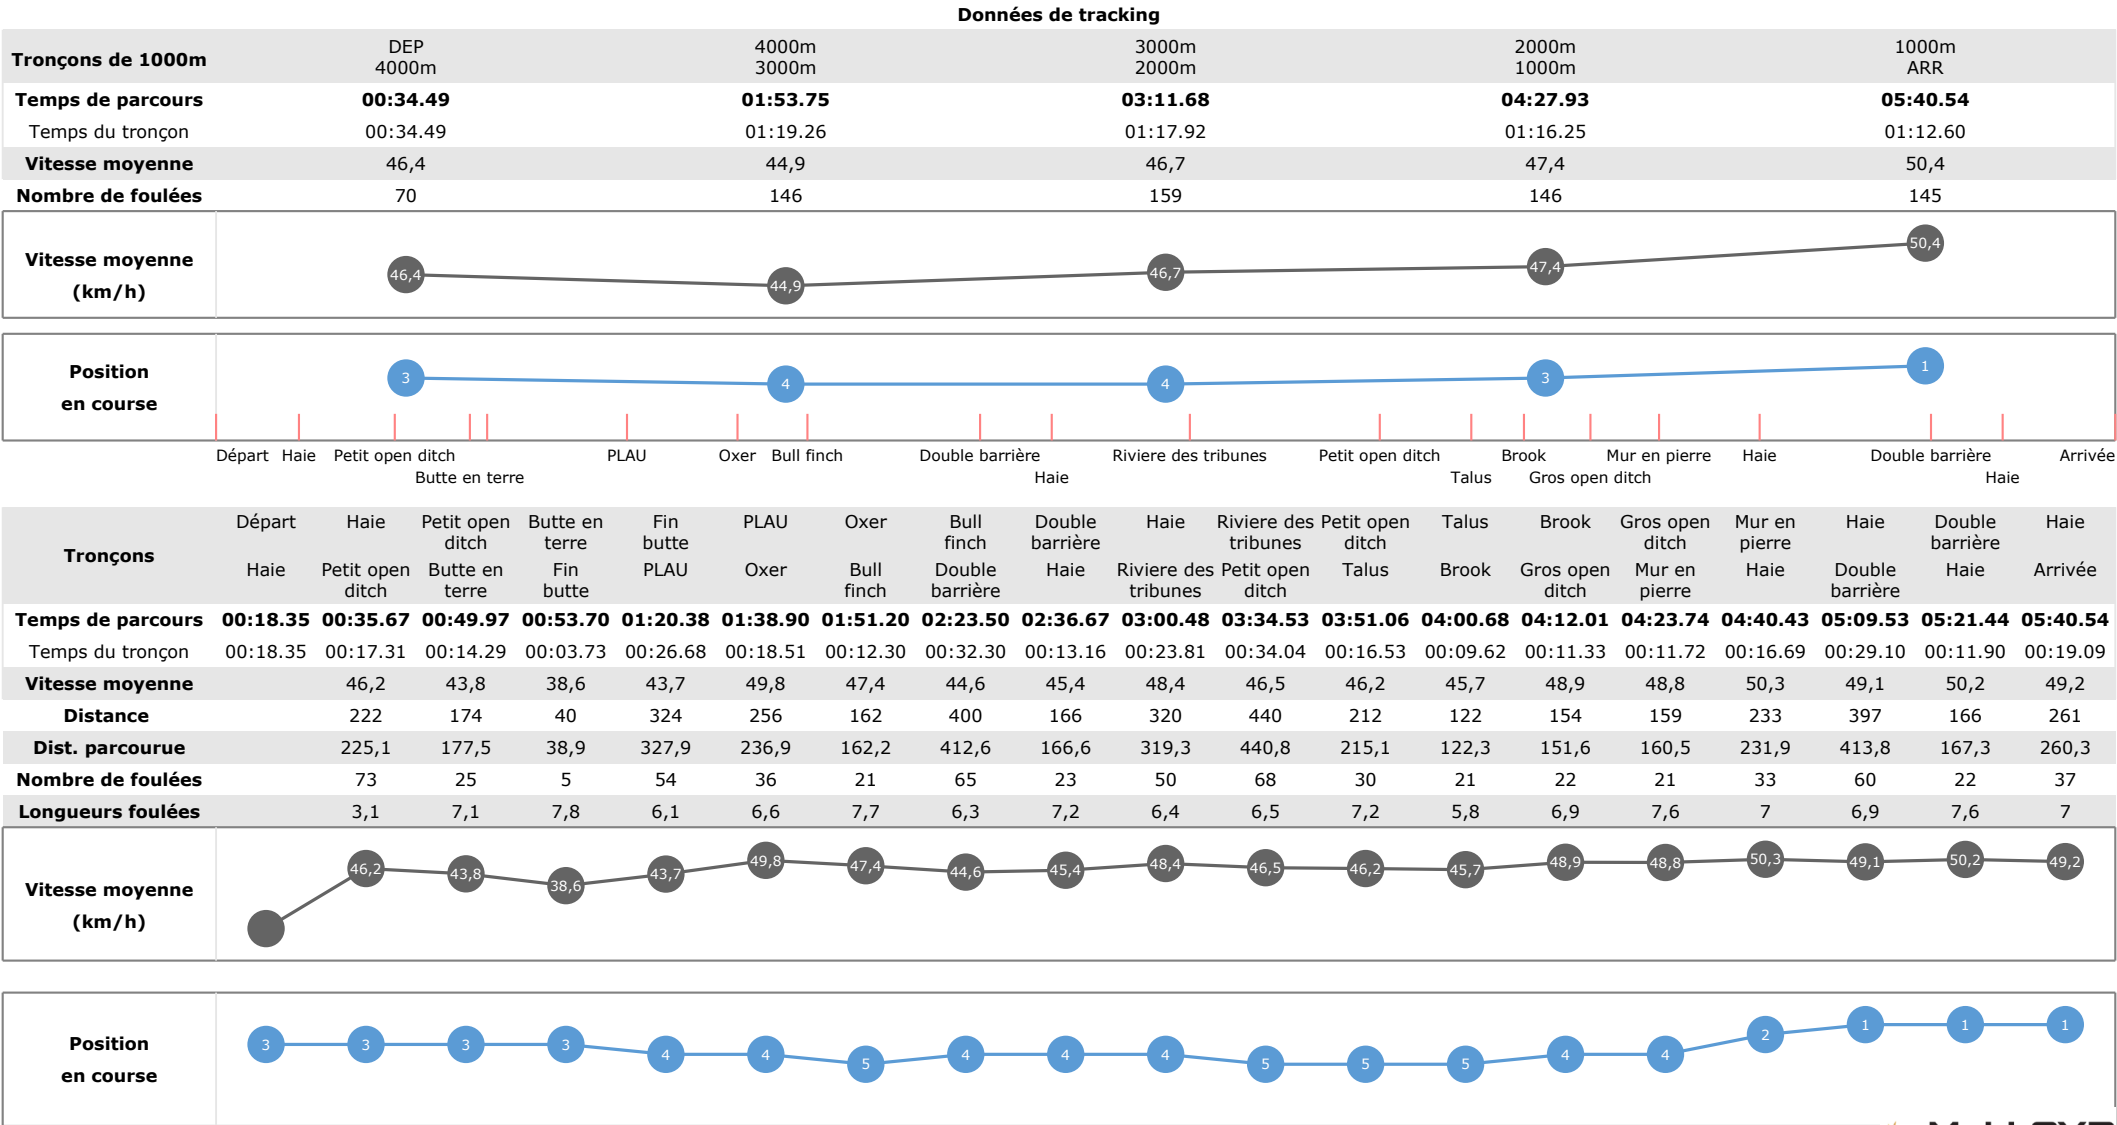 Données de tracking
Tronçons de 1000m DEP 4000m 3000m 2000m 1000m
4000m 3000m 2000m 1000m ARR
Temps de parcours 00:34.49 01:53.75 03:11.68 04:27.93 05:40.54
Temps du tronçon 00:34.49 01:19.26 01:17.92 01:16.25 01:12.60
Vitesse moyenne 46,4 44,9 46,7 47,4 50,4
Nombre de foulées 70 146 159 146 145
Vitesse moyenne
(km/h)
46,4 44,9 46,7 47,4 50,4
Position
en course
3 4 4 3 1
Départ Haie Petit open ditch PLAU Oxer Bull finch Double barrière Riviere des tribunes Petit open ditch Brook Mur en pierre Haie Double barrière Arrivée
Butte en terre Haie Talus Gros open ditch Haie
Tronçons
Départ Haie Petit open Butte en Fin PLAU Oxer Bull Double Haie Riviere des Petit open Talus Brook Gros open Mur en Haie Double Haie
ditch terre butte finch barrière tribunes ditch ditch pierre barrière
Haie Petit open Butte en Fin PLAU Oxer Bull Double Haie Riviere des Petit open Talus Brook Gros open Mur en Haie Double Haie Arrivée
ditch terre butte finch barrière tribunes ditch ditch pierre barrière
Temps de parcours 00:18.35 00:35.67 00:49.97 00:53.70 01:20.38 01:38.90 01:51.20 02:23.50 02:36.67 03:00.48 03:34.53 03:51.06 04:00.68 04:12.01 04:23.74 04:40.43 05:09.53 05:21.44 05:40.54
Temps du tronçon 00:18.35 00:17.31 00:14.29 00:03.73 00:26.68 00:18.51 00:12.30 00:32.30 00:13.16 00:23.81 00:34.04 00:16.53 00:09.62 00:11.33 00:11.72 00:16.69 00:29.10 00:11.90 00:19.09
Vitesse moyenne 46,2 43,8 38,6 43,7 49,8 47,4 44,6 45,4 48,4 46,5 46,2 45,7 48,9 48,8 50,3 49,1 50,2 49,2
Distance 222 174 40 324 256 162 400 166 320 440 212 122 154 159 233 397 166 261
Dist. parcourue 225,1 177,5 38,9 327,9 236,9 162,2 412,6 166,6 319,3 440,8 215,1 122,3 151,6 160,5 231,9 413,8 167,3 260,3
Nombre de foulées 73 25 5 54 36 21 65 23 50 68 30 21 22 21 33 60 22 37
Longueurs foulées 3,1 7,1 7,8 6,1 6,6 7,7 6,3 7,2 6,4 6,5 7,2 5,8 6,9 7,6 7 6,9 7,6 7
Vitesse moyenne
(km/h)
46,2 43,8 38,6 43,7 49,8 47,4 44,6 45,4 48,4 46,5 46,2 45,7 48,9 48,8 50,3 49,1 50,2 49,2
Position
en course
3 3 3 3 4 4 5 4 4 4 5 5 5 4 4 2 1 1 1